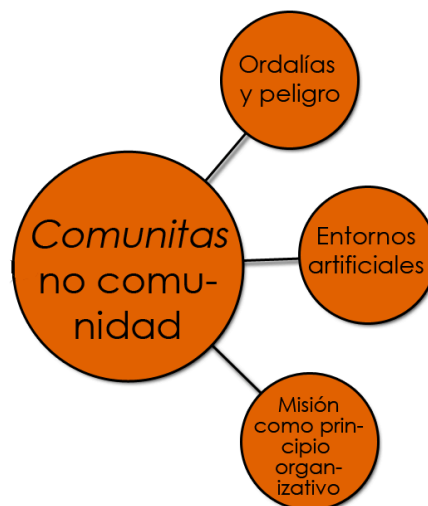 Ordalías
y peligro
Comunitas
no comu-
nidad
Entornos
artificiales
Misión
como prin-
cipio
organ-
izativo